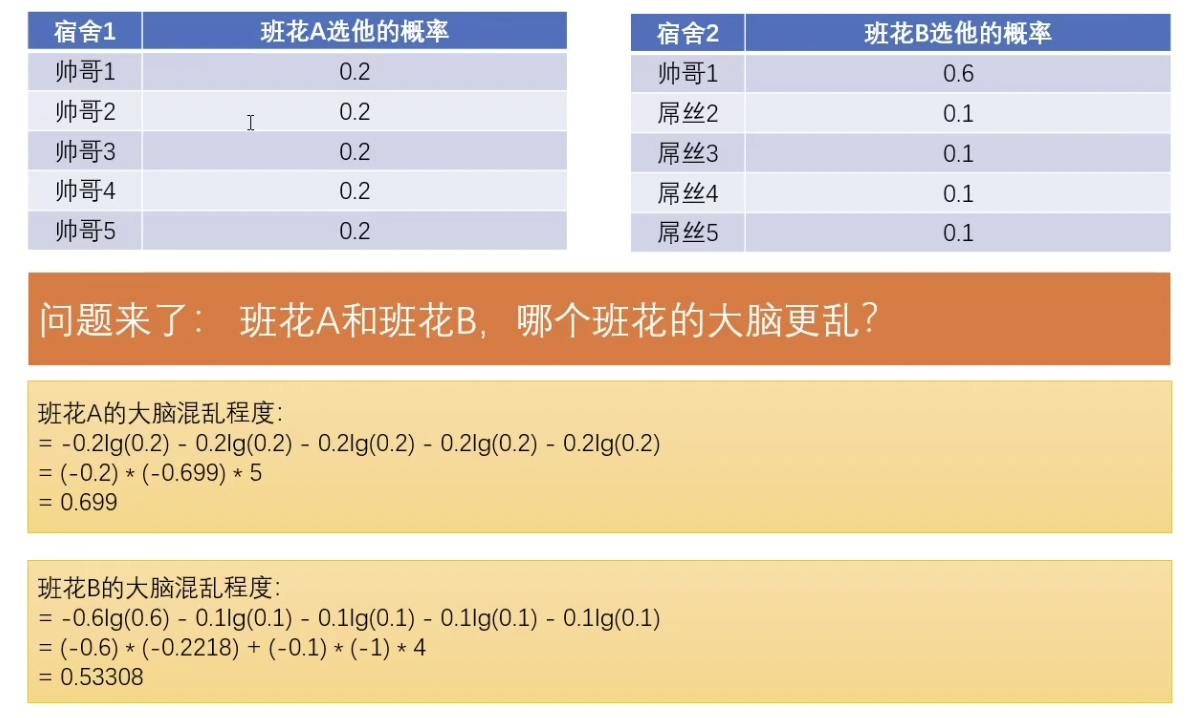 宿舍1 班花A选他的概率
帅哥1 0.2
帅哥2 0.2
帅哥3 0.2
帅哥4 0.2
帅哥5 0.2
宿舍2 班花B选他的概率
帅哥1 0.6
屌丝2 0.1
屌丝3 0.1
屌丝4 0.1
屌丝5 0.1
问题来了： 班花A和班花B，哪个班花的大脑更乱？
班花A的大脑混乱程度：
= -0.2lg(0.2) - 0.2lg(0.2) - 0.2lg(0.2) - 0.2lg(0.2) - 0.2lg(0.2)
= (-0.2) * (-0.699) * 5
= 0.699
班花B的大脑混乱程度：
= -0.6lg(0.6) - 0.1lg(0.1) - 0.1lg(0.1) - 0.1lg(0.1) - 0.1lg(0.1)
= (-0.6) * (-0.2218) + (-0.1) * (-1) * 4
= 0.53308